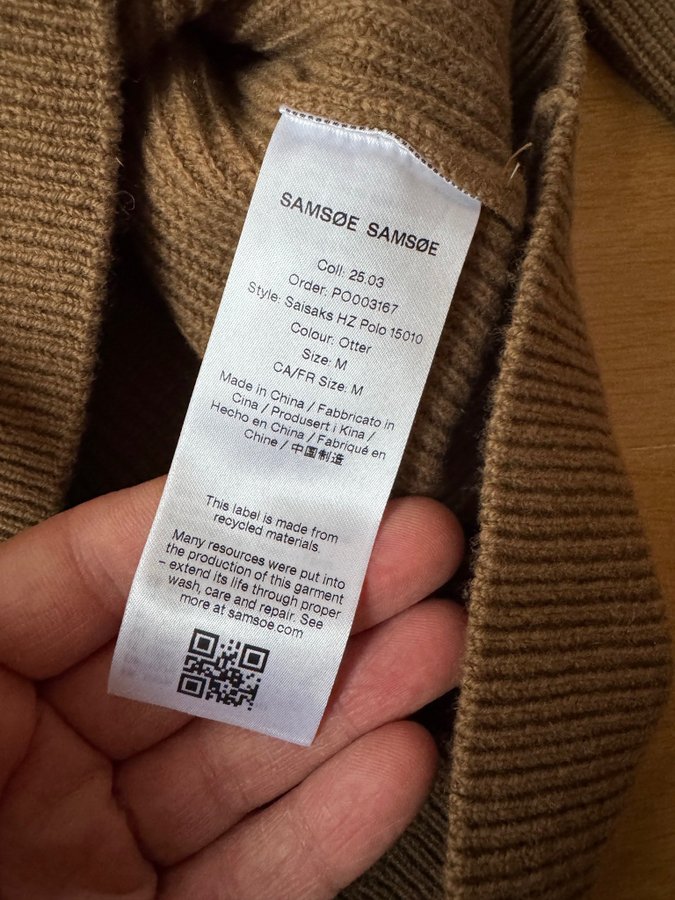 SAMSØE SAMSØE
Coll: 25.03
Order: PO003167
Style: Saisaks HZ Polo 15010
Colour: Otter
Size: M
CA/FR Size: M
Made in China / Fabbricato in
Cina / Produsert i Kina /
Hecho en China / Fabriqué en
Chine / 中国制造
This label is made from
recycled materials.
Many resources were put into
the production of this garment
– extend its life through proper
wash, care and repair. See
more at samsoe.com